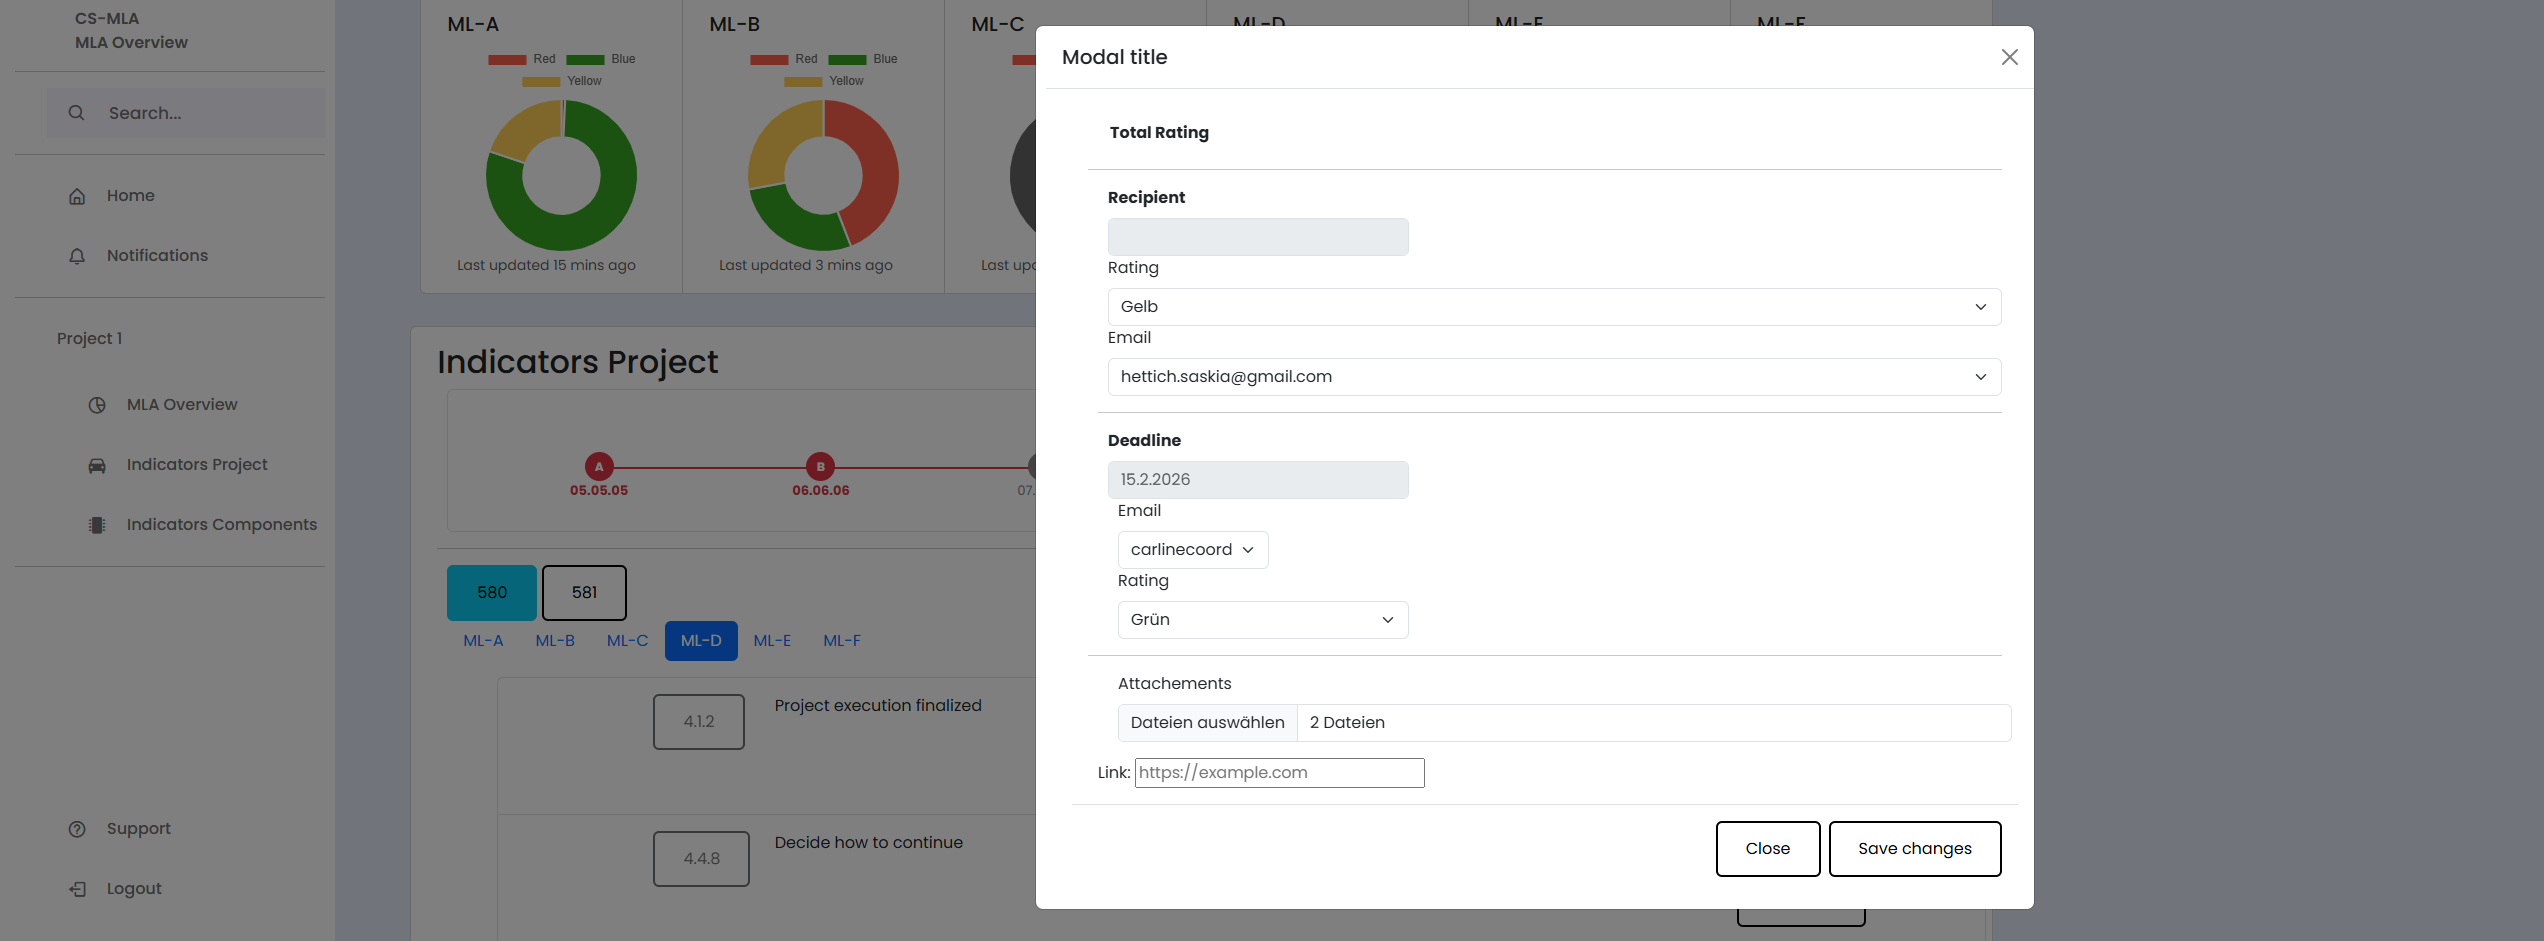 CS-MLA
MLA Overview
Search...
Home
Notifications
Project 1
MLA Overview
Indicators Project
Indicators Components
Support
Logout
ML-A
Red Blue
Yellow
Last updated 15 mins ago
ML-B
Red Blue
Yellow
Last updated 3 mins ago
ML-C
ML-D
ML-E
ML-F
Indicators Project
A
05.05.05
B
06.06.06
07.
580 581
ML-A ML-B ML-C ML-D ML-E ML-F
4.1.2 Project execution finalized
4.4.8 Decide how to continue
Modal title
Total Rating
Recipient
Rating
Gelb
Email
hettich.saskia@gmail.com
Deadline
15.2.2026
Email
carlinecoord
Rating
Grün
Attachements
Dateien auswählen 2 Dateien
Link: https://example.com
Close Save changes